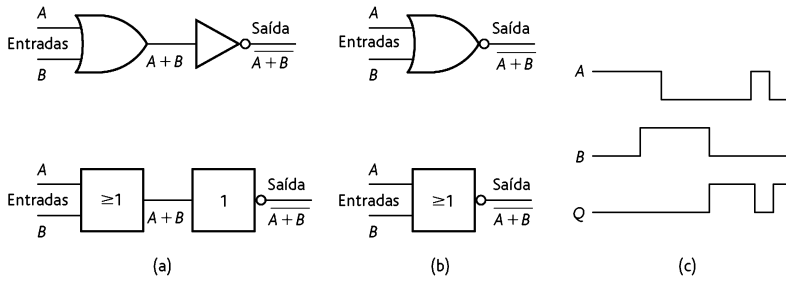 A
Entradas
B
A + B
Saída
A + B
A
Entradas
B
Saída
A + B
A
B
Q
A
Entradas
B
≥1
A + B
1
Saída
A + B
A
Entradas
B
≥1
Saída
A + B
(a)
(b)
(c)